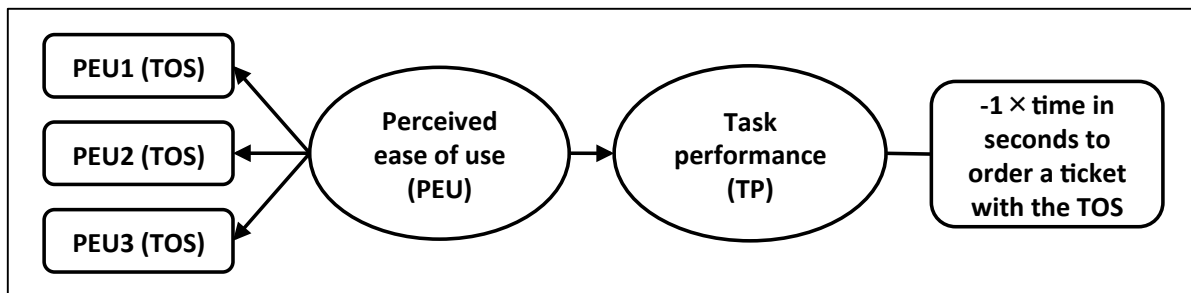 PEU1 (TOS)
PEU2 (TOS)
PEU3 (TOS)
Perceived
ease of use
(PEU)
Task
performance
(TP)
-1 × time in
seconds to
order a ticket
with the TOS